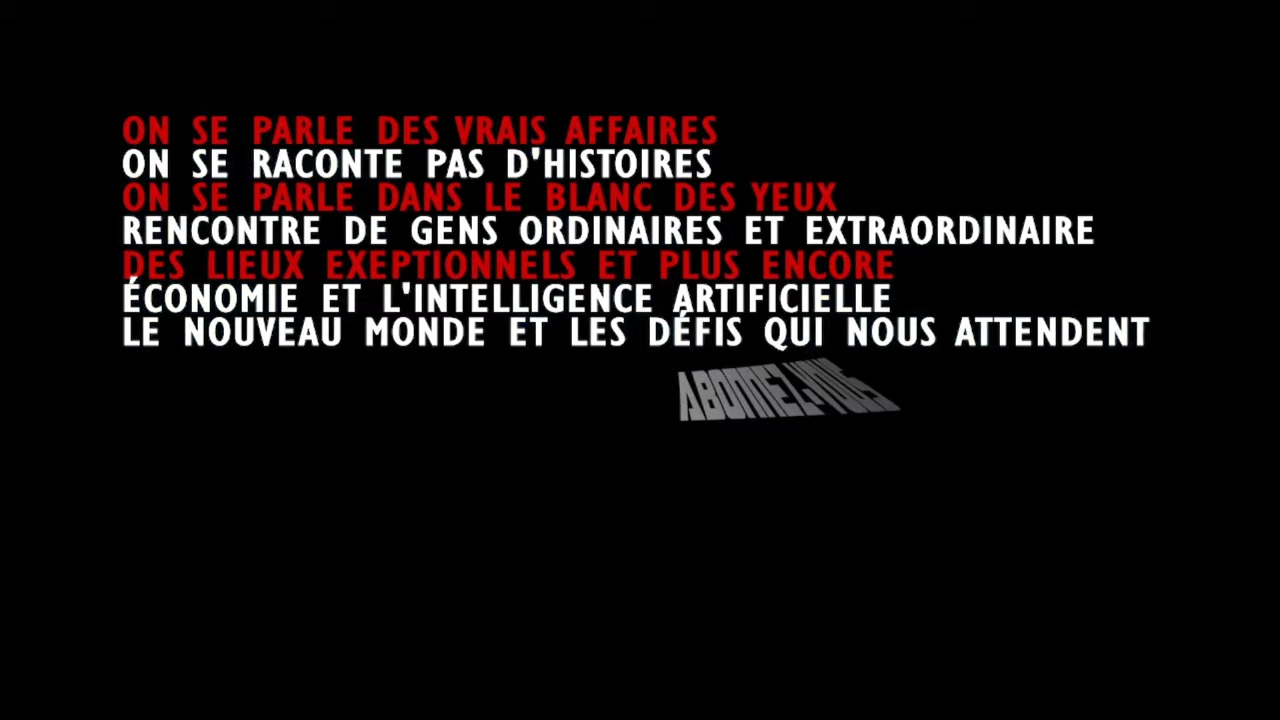 ON SE PARLE DES VRAIS AFFAIRES
ON SE RACONTE PAS D'HISTOIRES
ON SE PARLE DANS LE BLANC DES YEUX
RENCONTRE DE GENS ORDINAIRES ET EXTRAORDINAIRE
DES LIEUX EXEPTIONNELS ET PLUS ENCORE
ÉCONOMIE ET L'INTELLIGENCE ARTIFICIELLE
LE NOUVEAU MONDE ET LES DÉFIS QUI NOUS ATTENDENT
ABONNEZ-VOUS